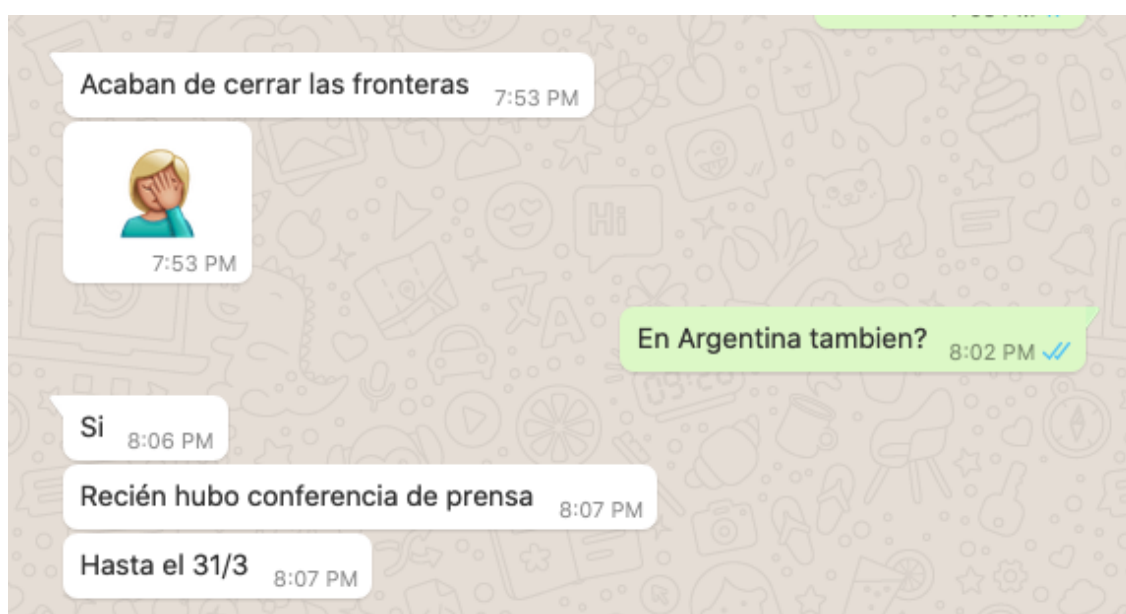 Acaban de cerrar las fronteras 7:53 PM
7:53 PM
En Argentina tambien? 8:02 PM
Si 8:06 PM
Recién hubo conferencia de prensa 8:07 PM
Hasta el 31/3 8:07 PM